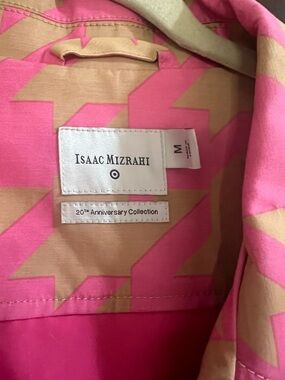 ISAAC MIZRAHI
M
20TH Anniversary Collection